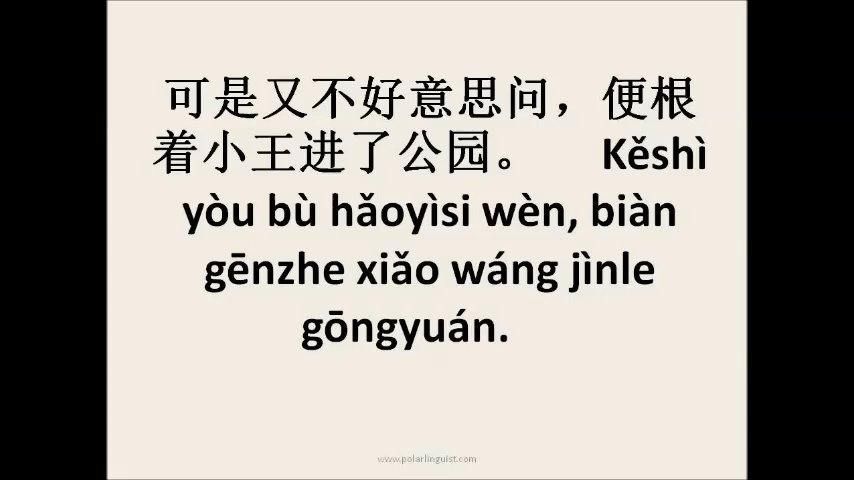 可是又不好意思问，便根
着小王进了公园。 Kěshì
yòu bù hǎoyìsi wèn, biàn
gēnzhe xiǎo wáng jìnle
gōngyuán.
www.polarlinguist.com